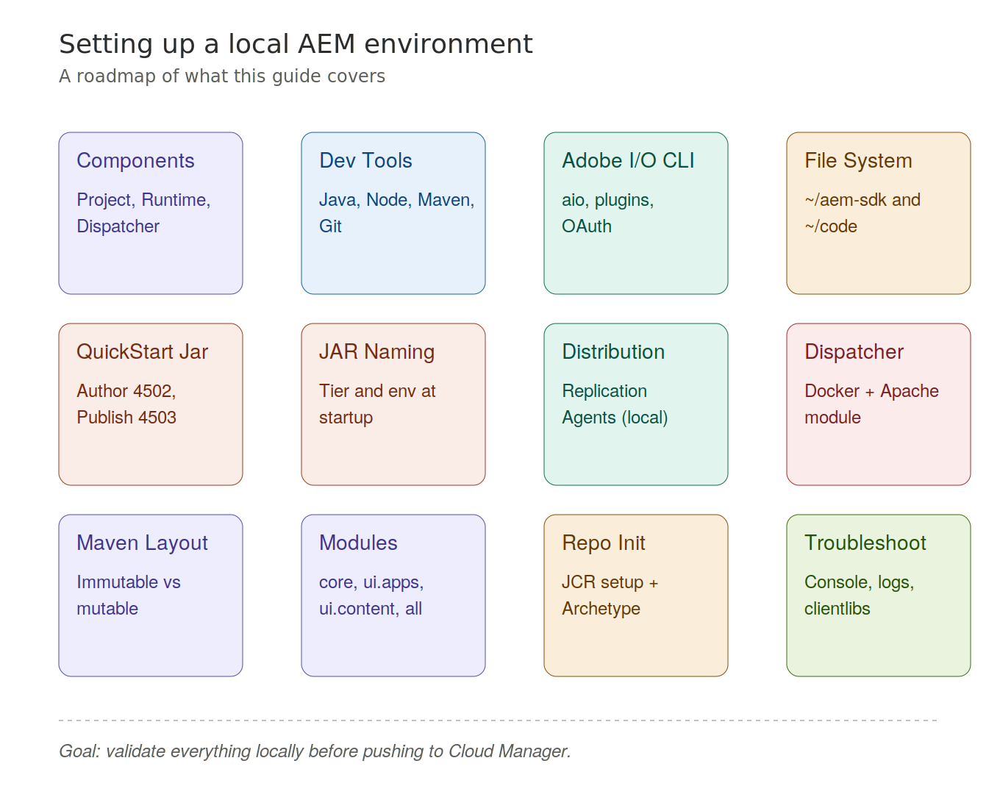 Setting up a local AEM environment
A roadmap of what this guide covers
Components
Project, Runtime,
Dispatcher
Dev Tools
Java, Node, Maven,
Git
Adobe I/O CLI
aio, plugins,
OAuth
File System
~/aem-sdk and
~/code
QuickStart Jar
Author 4502,
Publish 4503
JAR Naming
Tier and env at
startup
Distribution
Replication
Agents (local)
Dispatcher
Docker + Apache
module
Maven Layout
Immutable vs
mutable
Modules
core, ui.apps,
ui.content, all
Repo Init
JCR setup +
Archetype
Troubleshoot
Console, logs,
clientlibs
Goal: validate everything locally before pushing to Cloud Manager.